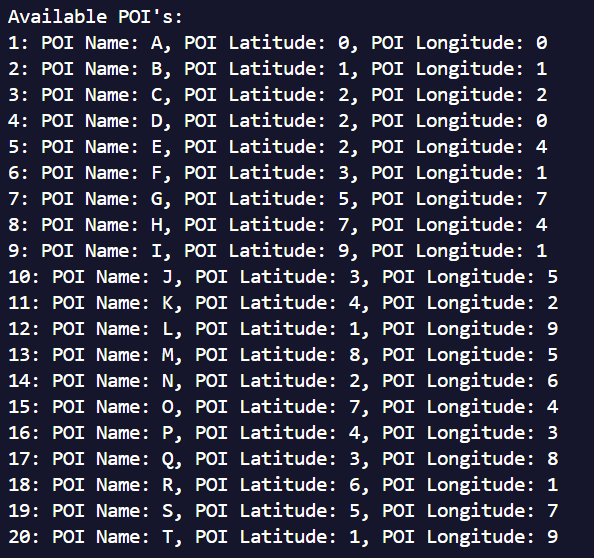 Available POI's:
1: POI Name: A, POI Latitude: 0, POI Longitude: 0
2: POI Name: B, POI Latitude: 1, POI Longitude: 1
3: POI Name: C, POI Latitude: 2, POI Longitude: 2
4: POI Name: D, POI Latitude: 2, POI Longitude: 0
5: POI Name: E, POI Latitude: 2, POI Longitude: 4
6: POI Name: F, POI Latitude: 3, POI Longitude: 1
7: POI Name: G, POI Latitude: 5, POI Longitude: 7
8: POI Name: H, POI Latitude: 7, POI Longitude: 4
9: POI Name: I, POI Latitude: 9, POI Longitude: 1
10: POI Name: J, POI Latitude: 3, POI Longitude: 5
11: POI Name: K, POI Latitude: 4, POI Longitude: 2
12: POI Name: L, POI Latitude: 1, POI Longitude: 9
13: POI Name: M, POI Latitude: 8, POI Longitude: 5
14: POI Name: N, POI Latitude: 2, POI Longitude: 6
15: POI Name: O, POI Latitude: 7, POI Longitude: 4
16: POI Name: P, POI Latitude: 4, POI Longitude: 3
17: POI Name: Q, POI Latitude: 3, POI Longitude: 8
18: POI Name: R, POI Latitude: 6, POI Longitude: 1
19: POI Name: S, POI Latitude: 5, POI Longitude: 7
20: POI Name: T, POI Latitude: 1, POI Longitude: 9